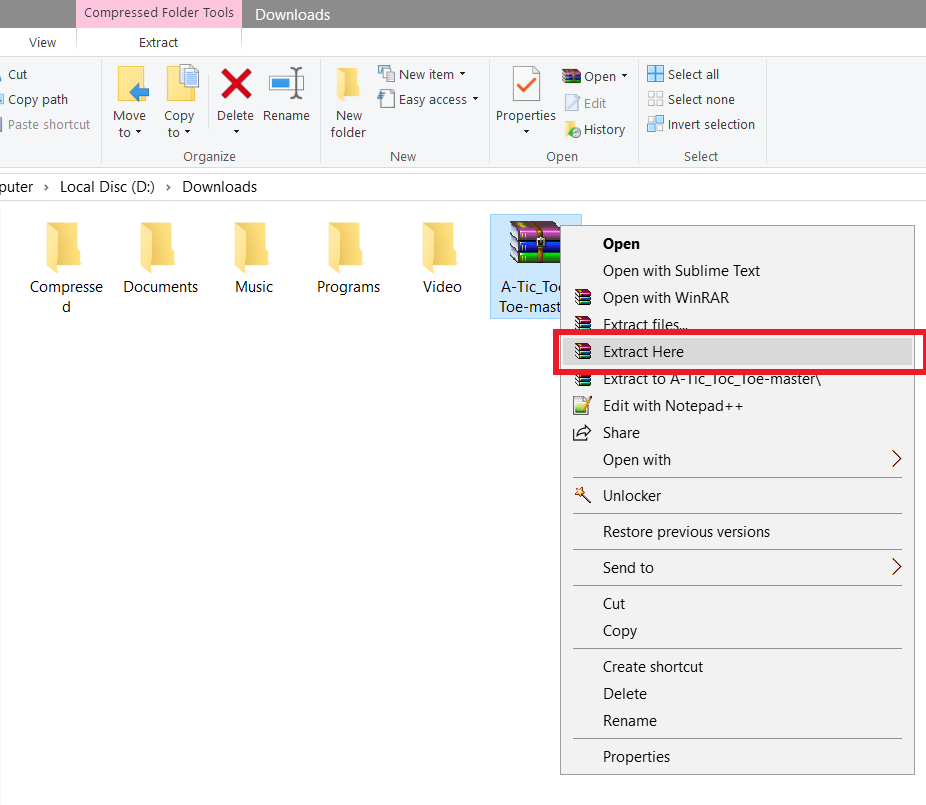 Compressed Folder Tools
Downloads
View
Extract
Cut
Copy path
Paste shortcut
Move
to
Copy
to
Delete
Rename
Organize
New
folder
New item
Easy access
New
Properties
Open
Edit
History
Open
Select all
Select none
Invert selection
Select
puter
Local Disc (D:)
Downloads
Compresse
d
Documents
Music
Programs
Video
A-Tic_Toc
Toe-mast
Open
Open with Sublime Text
Open with WinRAR
Extract files...
Extract Here
Extract to A-Tic_Toc_Toe-master\
Edit with Notepad++
Share
Open with
Unlocker
Restore previous versions
Send to
Cut
Copy
Create shortcut
Delete
Rename
Properties